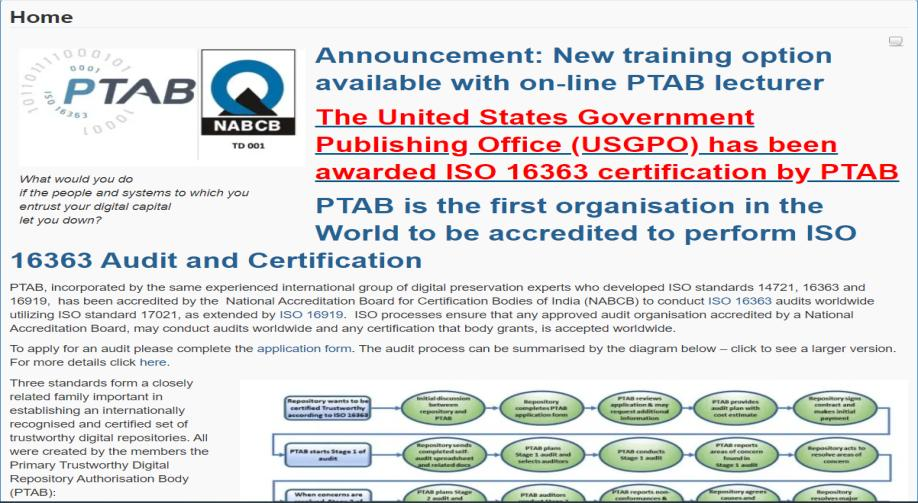 Home
PTAB
ISO 16363
0001
NABCB
TD 001
What would you do
if the people and systems to which you
entrust your digital capital
let you down?
Announcement: New training option
available with on-line PTAB lecturer
The United States Government
Publishing Office (USGPO) has been
awarded ISO 16363 certification by PTAB
PTAB is the first organisation in the
World to be accredited to perform ISO
16363 Audit and Certification
PTAB, incorporated by the same experienced international group of digital preservation experts who developed ISO standards 14721, 16363 and
16919, has been accredited by the National Accreditation Board for Certification Bodies of India (NABCB) to conduct ISO 16363 audits worldwide
utilizing ISO standard 17021, as extended by ISO 16919. ISO processes ensure that any approved audit organisation accredited by a National
Accreditation Board, may conduct audits worldwide and any certification that body grants, is accepted worldwide.
To apply for an audit please complete the application form. The audit process can be summarised by the diagram below – click to see a larger version.
For more details click here.
Three standards form a closely
related family important in
establishing an internationally
recognised and certified set of
trustworthy digital repositories. All
were created by the members the
Primary Trustworthy Digital
Repository Authorisation Body
(PTAB):
Repository wants to be
certified Trustworthy
according to ISO 16363
Initial discussion
between
repository and
PTAB
Repository
completes PTAB
application form
PTAB reviews
application & may
request additional
information
PTAB provides
audit plan with
cost estimate
Repository signs
contract and
makes initial
payment
PTAB starts Stage 1 of
audit
Repository sends
completed self-
audit spreadsheet
and related docs
PTAB plans
Stage 1 audit and
selects auditors
PTAB conducts
Stage 1 audit
PTAB reports
areas of concern
found in
Stage 1 audit
Repository acts to
resolve areas of
concern
When concerns are
PTAB plans Stage
2 audit and
PTAB auditors
PTAB reports non-
conformances &
Repository agrees
causes and
Repository
resolves major